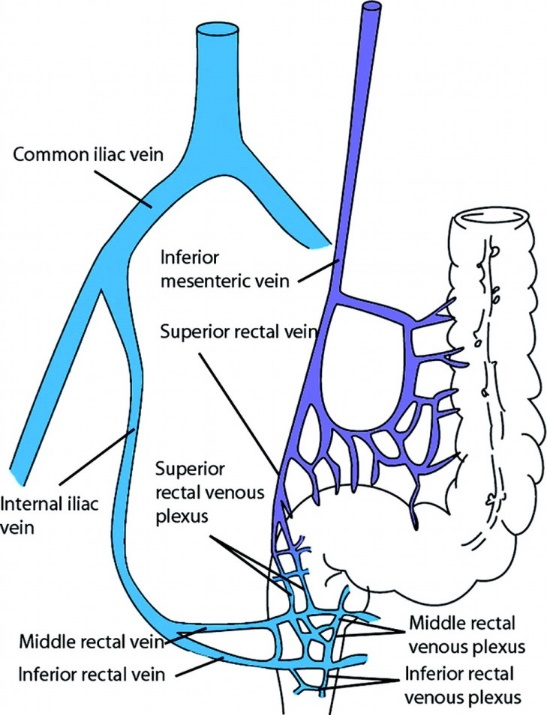 Common iliac vein
Inferior
mesenteric vein
Superior rectal vein
Superior
rectal venous
plexus
Internal iliac
vein
Middle rectal vein
Inferior rectal vein
Middle rectal
venous plexus
Inferior rectal
venous plexus